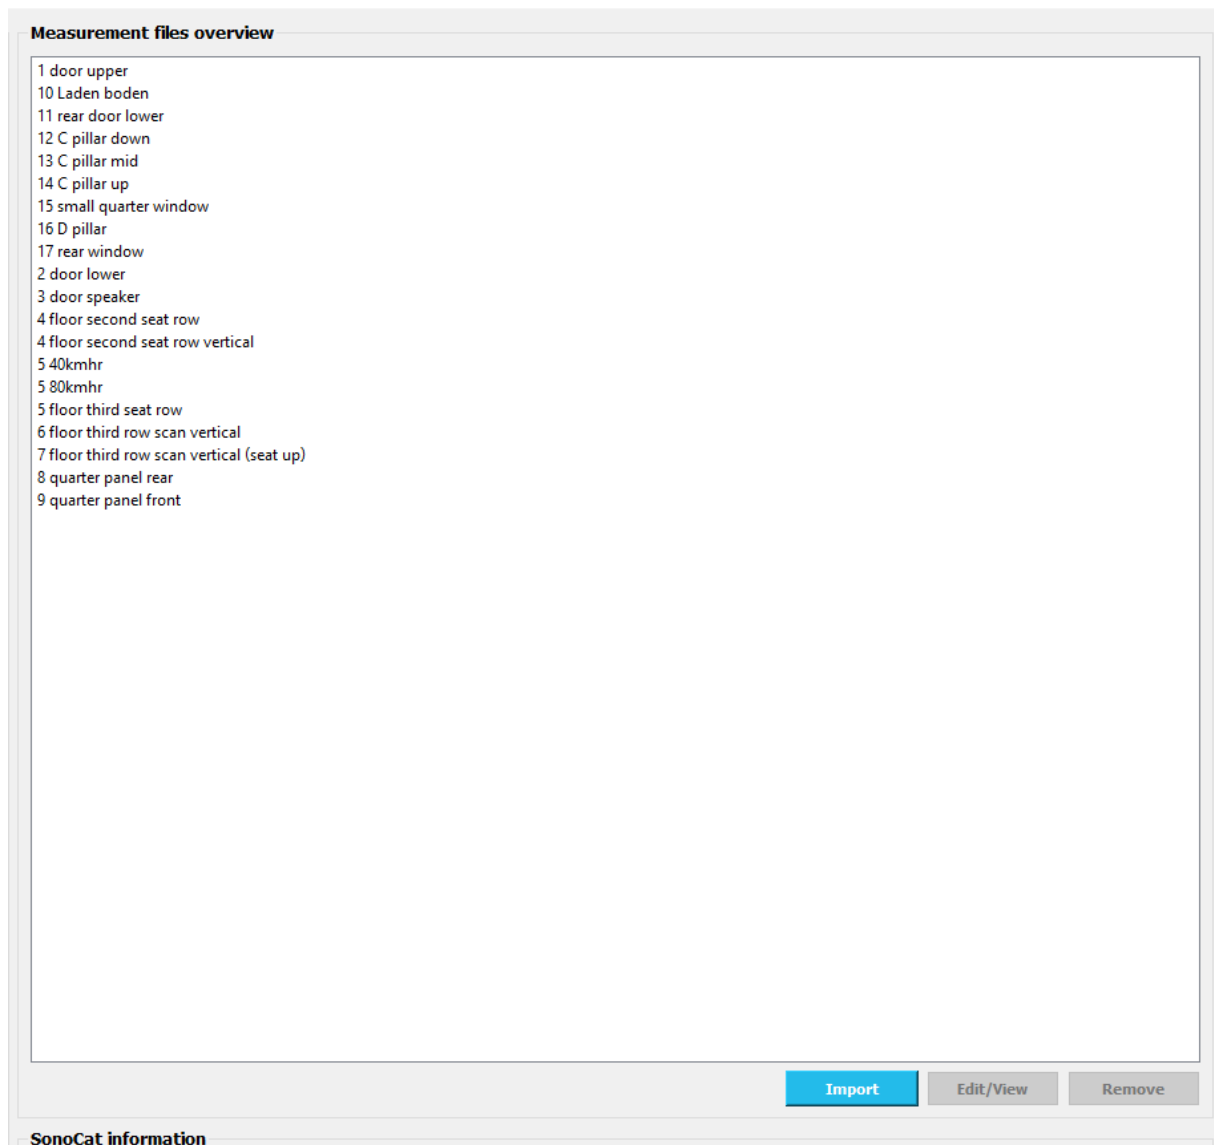 Measurement files overview
1 door upper
10 Laden boden
11 rear door lower
12 C pillar down
13 C pillar mid
14 C pillar up
15 small quarter window
16 D pillar
17 rear window
2 door lower
3 door speaker
4 floor second seat row
4 floor second seat row vertical
5 40kmhr
5 80kmhr
5 floor third seat row
6 floor third row scan vertical
7 floor third row scan vertical (seat up)
8 quarter panel rear
9 quarter panel front
Import Edit/View Remove
SonoCat information